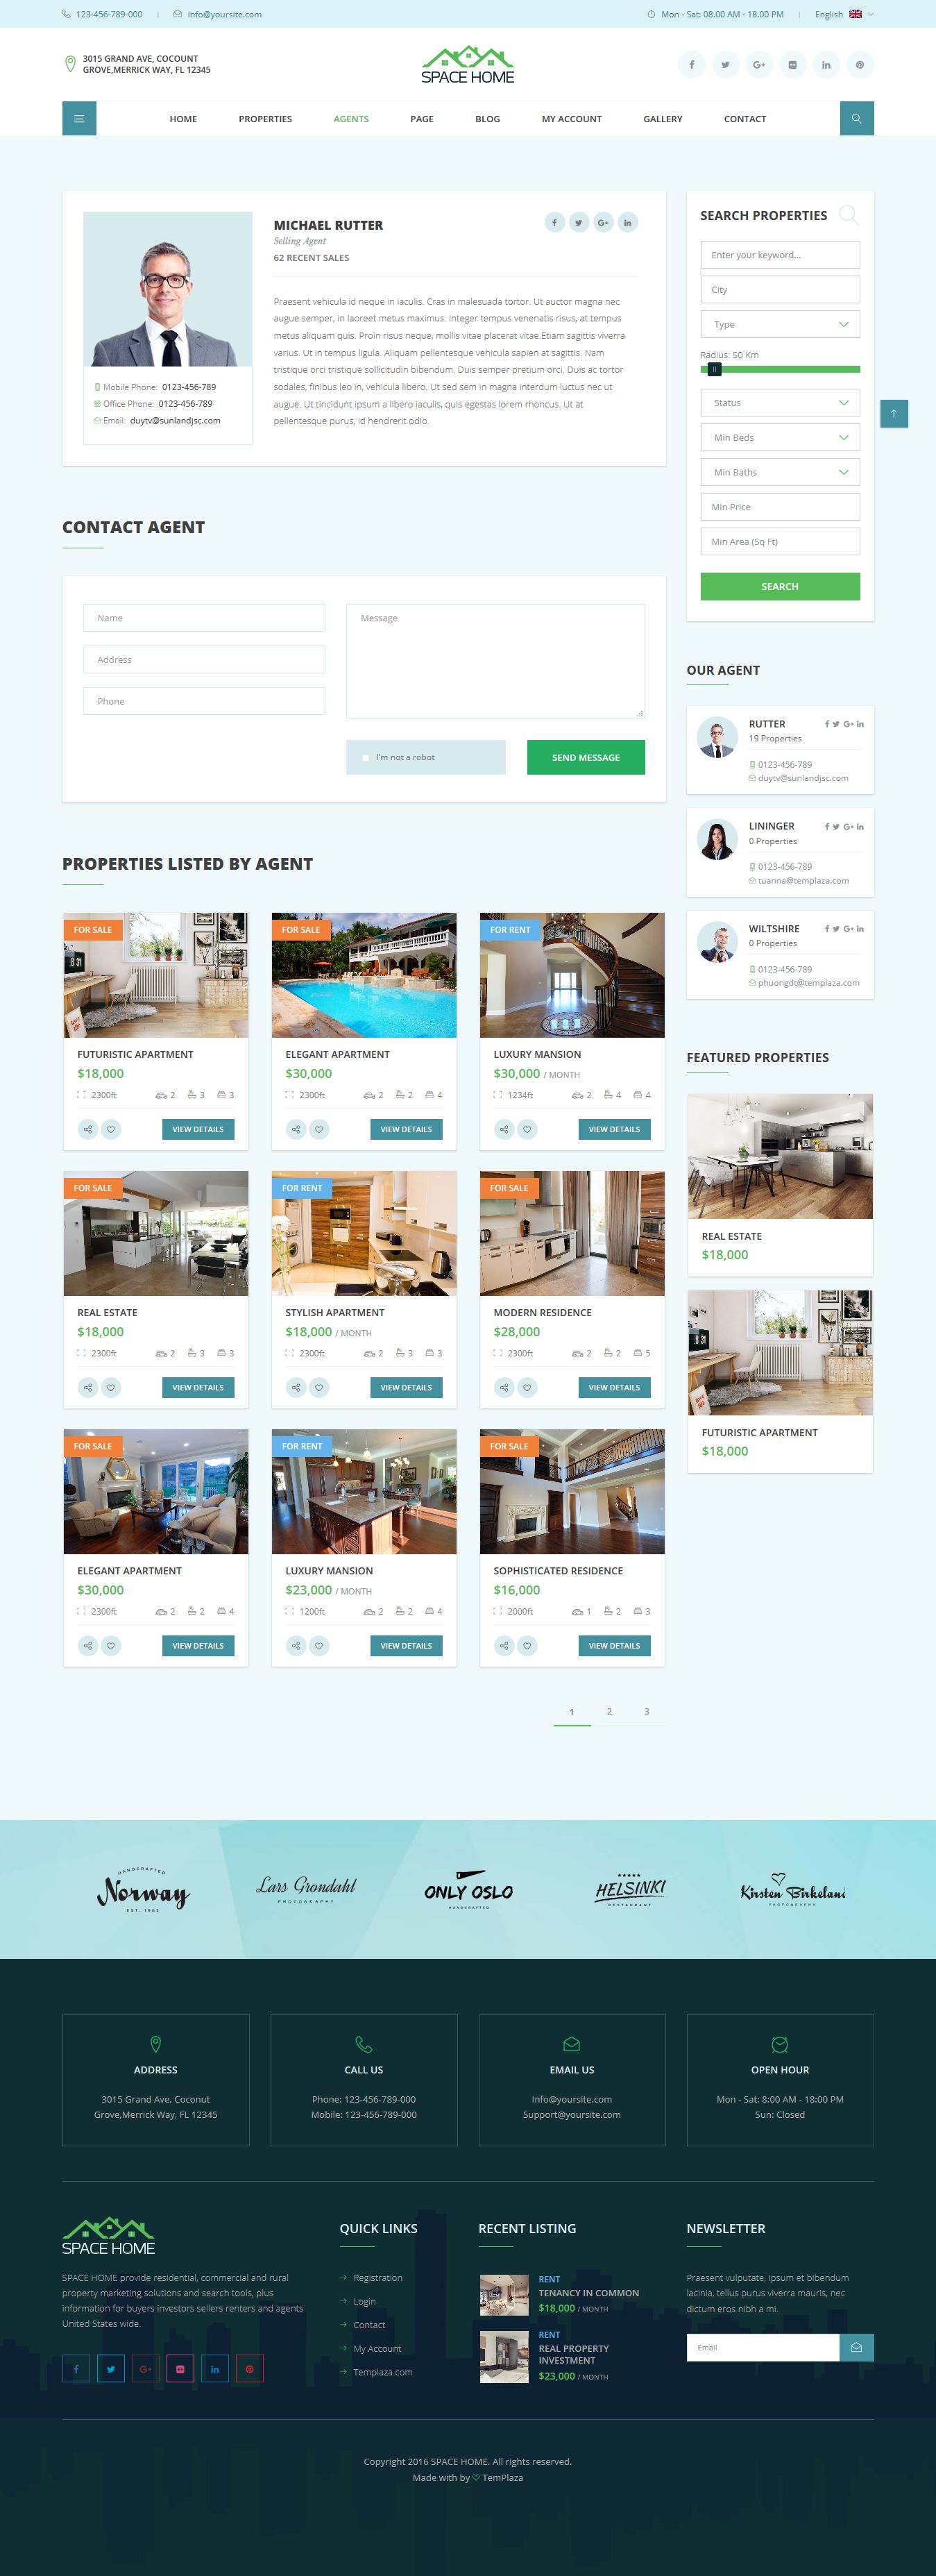 123-456-789-000
info@yoursite.com
Mon - Sat: 08.00 AM - 18.00 PM
English
3015 GRAND AVE, COCOUNT
GROVE,MERRICK WAY, FL 12345
SPACE HOME
HOME
PROPERTIES
AGENTS
PAGE
BLOG
MY ACCOUNT
GALLERY
CONTACT
MICHAEL RUTTER
Selling Agent
62 RECENT SALES
Praesent vehicula id neque in iaculis. Cras in malesuada tortor. Ut auctor magna nec
augue semper, in laoreet metus maximus. Integer tempus venenatis risus, at tempus
metus aliquam quis. Proin risus neque, mollis vitae placerat vitae.Etiam sagittis viverra
varius. Ut in tempus ligula. Aliquam pellentesque vehicula sapien at sagittis. Nam
tristique orci tristique sollicitudin bibendum. Duis semper pretium orci. Duis ac tortor
sodales, finibus leo in, vehicula libero. Ut sed sem in magna interdum luctus nec ut
augue. Ut tincidunt ipsum a libero iaculis, quis egestas lorem rhoncus. Ut at
pellentesque purus, id hendrerit odio.
Mobile Phone: 0123-456-789
Office Phone: 0123-456-789
Email: duytv@sunlandjsc.com
SEARCH PROPERTIES
Enter your keyword...
City
Type
Radius: 50 Km
Status
Min Beds
Min Baths
Min Price
Min Area (Sq Ft)
SEARCH
CONTACT AGENT
Name
Address
Phone
Message
I'm not a robot
SEND MESSAGE
OUR AGENT
RUTTER
19 Properties
0123-456-789
duytv@sunlandjsc.com
LININGER
0 Properties
0123-456-789
tuanna@templaza.com
WILTSHIRE
0 Properties
0123-456-789
phuongdt@templaza.com
PROPERTIES LISTED BY AGENT
FOR SALE
FUTURISTIC APARTMENT
$18,000
2300ft 2 3 3
VIEW DETAILS
FOR SALE
ELEGANT APARTMENT
$30,000
2300ft 2 2 4
VIEW DETAILS
FOR RENT
LUXURY MANSION
$30,000 / MONTH
1234ft 2 4 4
VIEW DETAILS
FOR SALE
REAL ESTATE
$18,000
2300ft 2 3 3
VIEW DETAILS
FOR RENT
STYLISH APARTMENT
$18,000 / MONTH
2300ft 2 3 3
VIEW DETAILS
FOR SALE
MODERN RESIDENCE
$28,000
2300ft 2 2 5
VIEW DETAILS
FOR SALE
ELEGANT APARTMENT
$30,000
2300ft 2 2 4
VIEW DETAILS
FOR RENT
LUXURY MANSION
$23,000 / MONTH
1200ft 2 2 4
VIEW DETAILS
FOR SALE
SOPHISTICATED RESIDENCE
$16,000
2000ft 1 2 3
VIEW DETAILS
1 2 3
FEATURED PROPERTIES
REAL ESTATE
$18,000
FUTURISTIC APARTMENT
$18,000
HANDCRAFTED
Norway
EST. 1965
Lars Grondahl
PHOTOGRAPHY
ONLY OSLO
HANDCRAFTED
HELSINKI
RESTAURANT
Kirsten Birkeland
PHOTOGRAPHY
ADDRESS
3015 Grand Ave, Coconut
Grove,Merrick Way, FL 12345
CALL US
Phone: 123-456-789-000
Mobile: 123-456-789-000
EMAIL US
Info@yoursite.com
Support@yoursite.com
OPEN HOUR
Mon - Sat: 8:00 AM - 18:00 PM
Sun: Closed
SPACE HOME
SPACE HOME provide residential, commercial and rural
property marketing solutions and search tools, plus
information for buyers investors sellers renters and agents
United States wide.
QUICK LINKS
Registration
Login
Contact
My Account
Templaza.com
RECENT LISTING
RENT
TENANCY IN COMMON
$18,000 / MONTH
RENT
REAL PROPERTY
INVESTMENT
$23,000 / MONTH
NEWSLETTER
Praesent vulputate, ipsum et bibendum
lacinia, tellus purus viverra mauris, nec
dictum eros nibh a mi.
Email
Copyright 2016 SPACE HOME. All rights reserved.
Made with by TemPlaza